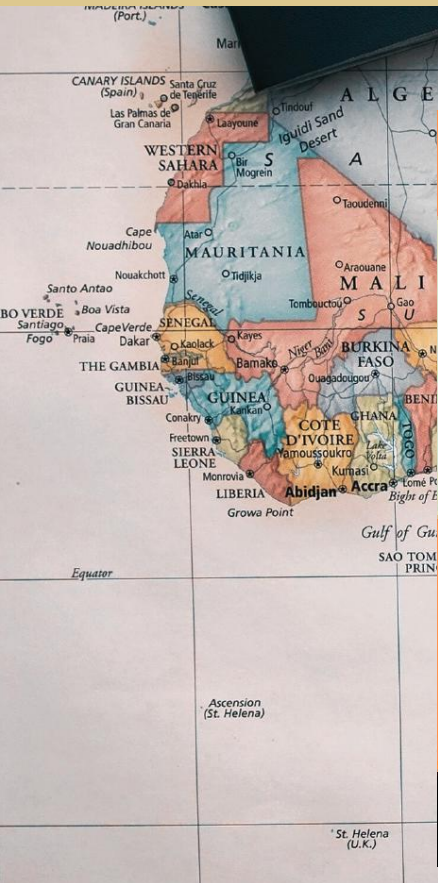 MADEIRA ISLANDS
(Port.)
CANARY ISLANDS
(Spain)
Santa Cruz
de Tenerife
Las Palmas de
Gran Canaria
Laayoune
Tindouf
A L G E
Iguidi Sand
Desert
WESTERN
SAHARA
Bir
Mogrein
S
A
Dakhla
Taoudenni
Cape
Nouadhibou
Atar
MAURITANIA
Araouane
Nouakchott
Tidjikja
M A L I
Santo Antao
Tombouctou
Gao
BO VERDE
Boa Vista
Senegal
S U
Santiago
Fogo
Praia
Cape Verde
Dakar
SENEGAL
Kaolack
Kayes
Niger
Bani
BURKINA
FASO
N
THE GAMBIA
Banjul
Bamako
Ouagadougou
GUINEA-
BISSAU
Bissau
GUINEA
Kankan
BENI
Conakry
GHANA
TOGO
COTE
D'IVOIRE
Freetown
Yamoussoukro
Lake
Volta
SIERRA
LEONE
Kumasi
Monrovia
Abidjan
Accra
Lomé
Po
LIBERIA
Bight of B
Growa Point
Gulf of Gu
SAO TOM
PRIN
Equator
Ascension
(St. Helena)
St. Helena
(U.K.)